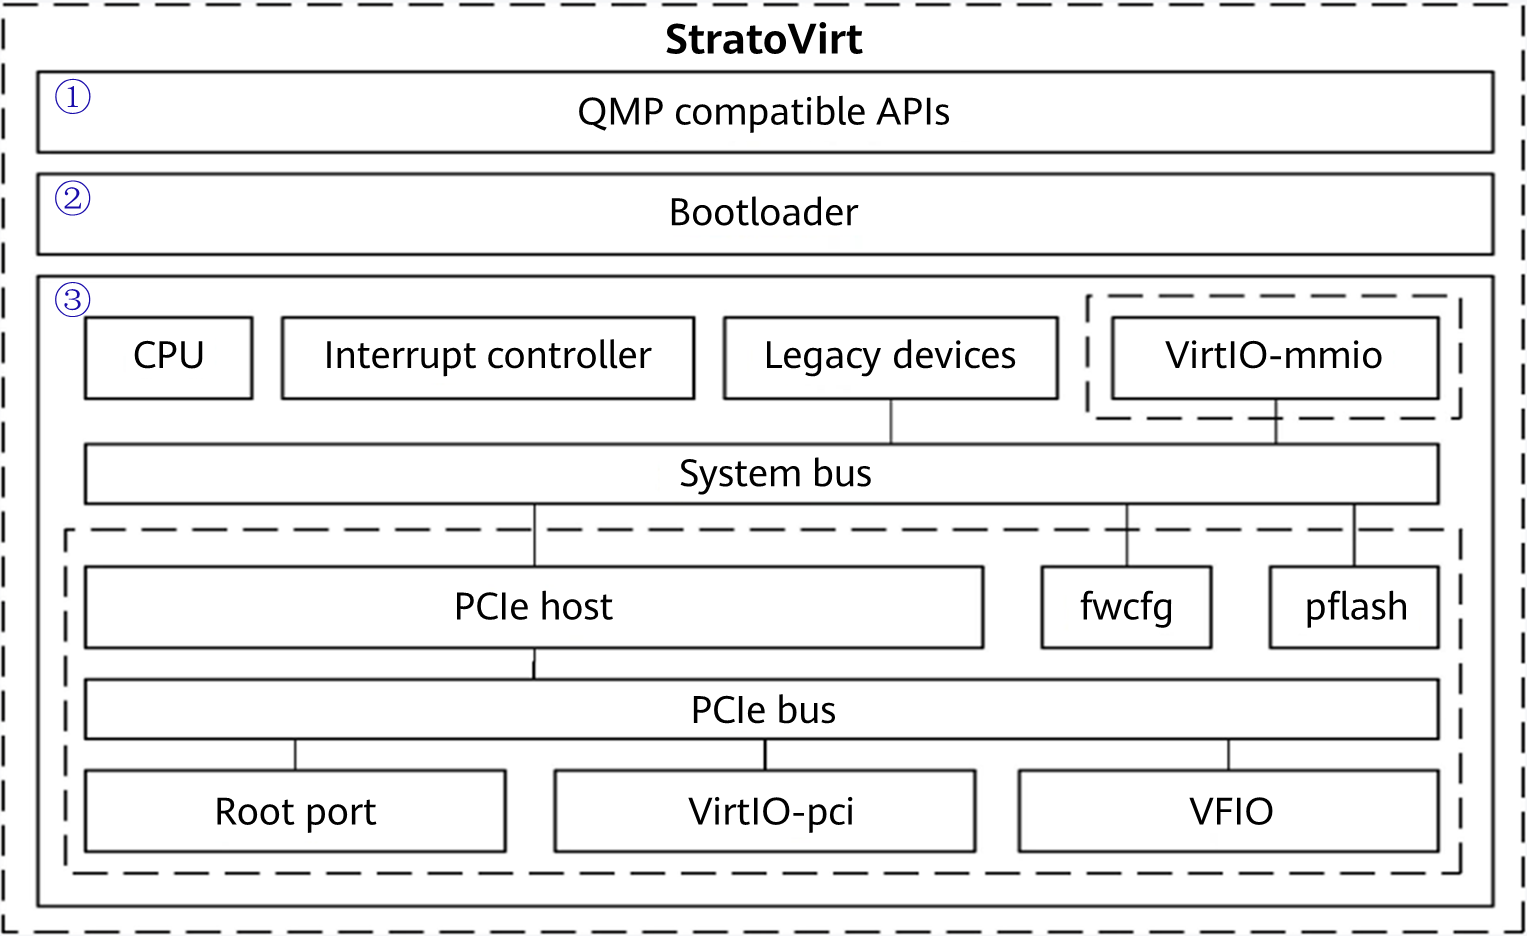 StratoVirt
① QMP compatible APIs
② Bootloader
③
CPU
Interrupt controller
Legacy devices
VirtIO-mmio
System bus
PCIe host
fwcfg
pflash
PCIe bus
Root port
VirtIO-pci
VFIO